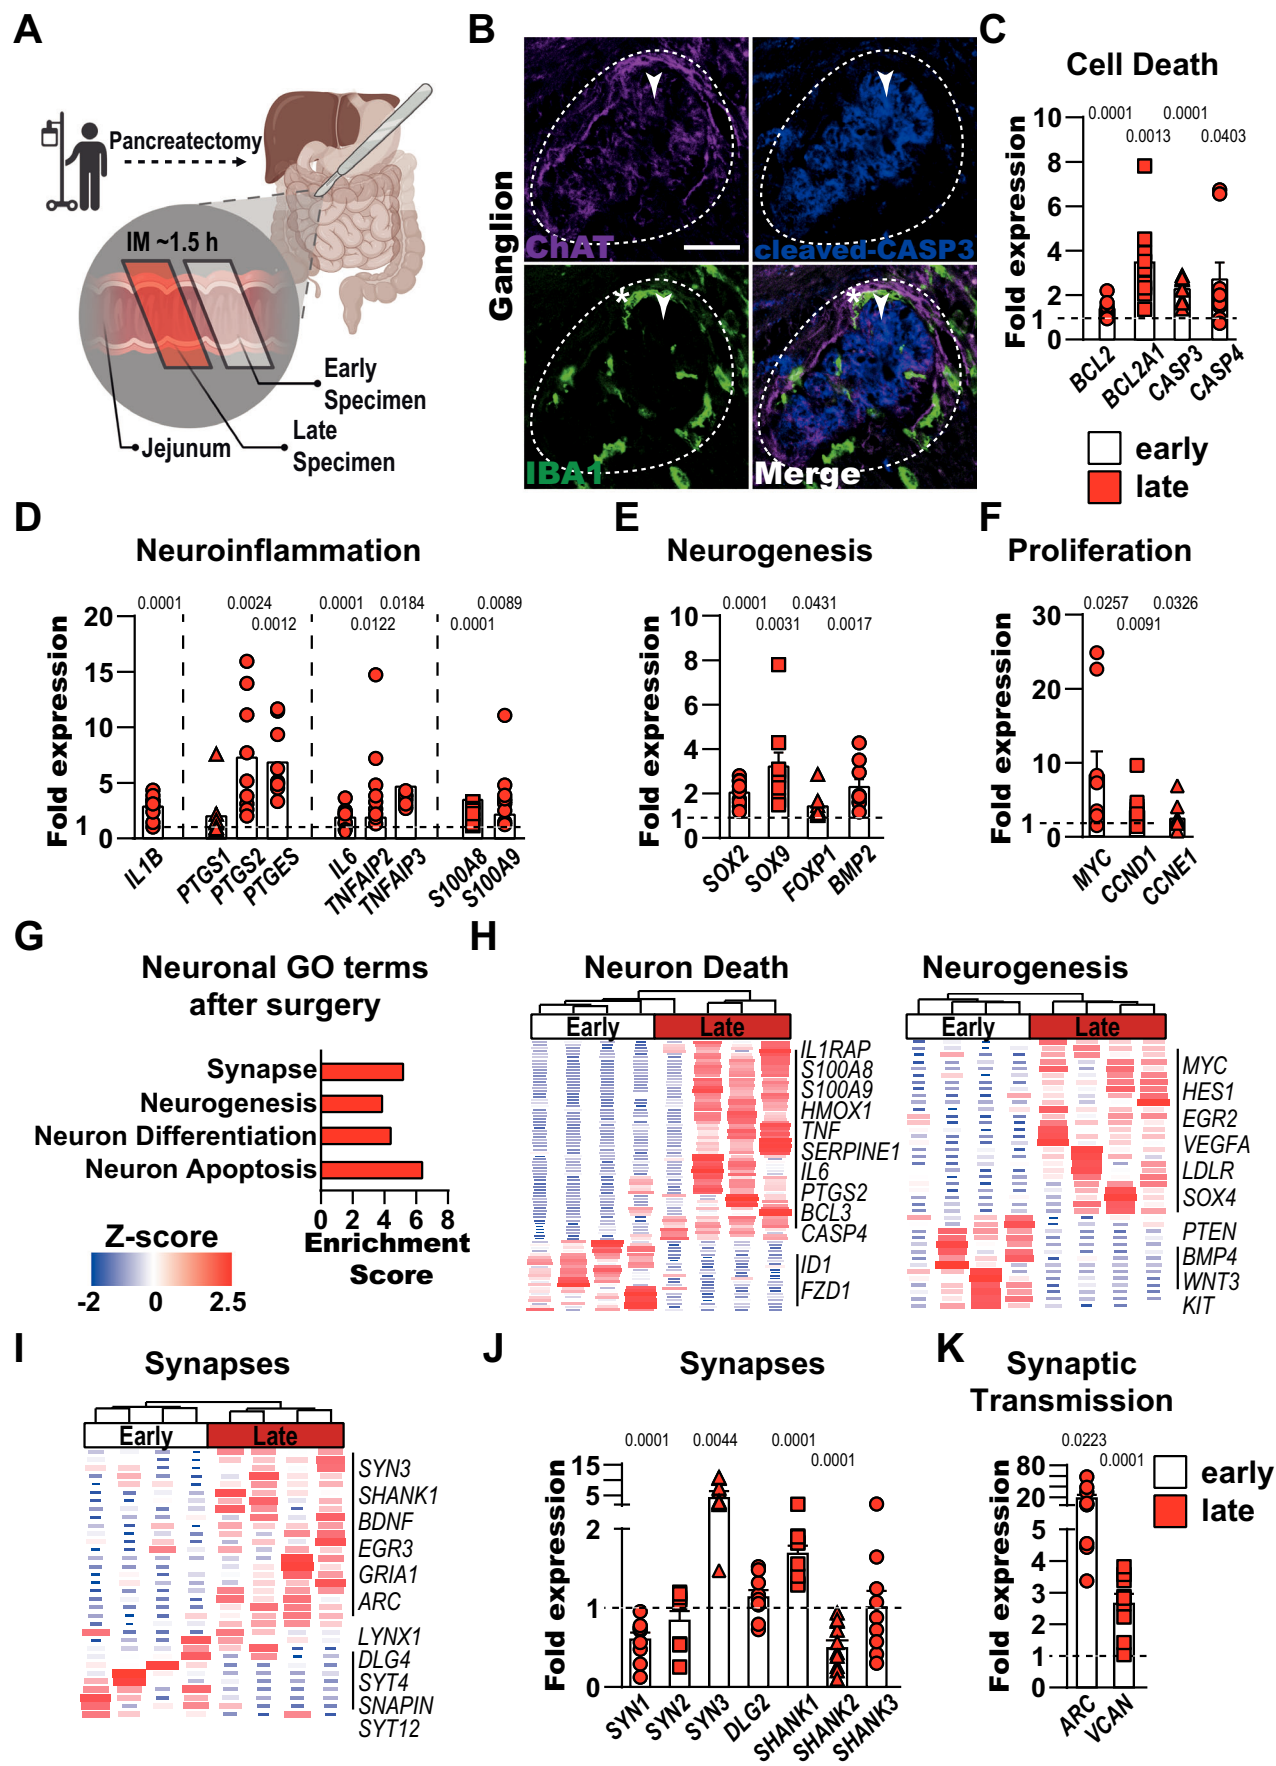 A
Pancreatectomy
IM ~1.5 h
Early
Specimen
Late
Specimen
Jejunum
B
Ganglion
ChAT
cleaved-CASP3
*
*
IBA1
Merge
C
Cell Death
0.0001 0.0001
0.0013 0.0403
Fold expression
10
8
6
4
2
1
0
BCL2 BCL2A1 CASP3 CASP4
early
late
D
Neuroinflammation
0.0001 0.0024 0.0001 0.0184 0.0089
0.0012 0.0122 0.0001
Fold expression
20
15
10
5
1
0
IL1B PTGS1 PTGS2 PTGES IL6 TNFAIP2 TNFAIP3 S100A8 S100A9
E
Neurogenesis
0.0001 0.0431
0.0031 0.0017
Fold expression
10
8
6
4
2
1
0
SOX2 SOX9 FOXP1 BMP2
F
Proliferation
0.0257 0.0326
0.0091
Fold expression
30
20
10
1
0
MYC CCND1 CCNE1
G
Neuronal GO terms
after surgery
Synapse
Neurogenesis
Neuron Differentiation
Neuron Apoptosis
0 2 4 6 8
Enrichment
Score
Z-score
-2 0 2.5
H
Neuron Death
Early Late
IL1RAP
S100A8
S100A9
HMOX1
TNF
SERPINE1
IL6
PTGS2
BCL3
CASP4
ID1
FZD1
Neurogenesis
Early Late
MYC
HES1
EGR2
VEGFA
LDLR
SOX4
PTEN
BMP4
WNT3
KIT
I
Synapses
Early Late
SYN3
SHANK1
BDNF
EGR3
GRIA1
ARC
LYNX1
DLG4
SYT4
SNAPIN
SYT12
J
Synapses
0.0001 0.0044 0.0001
0.0001
Fold expression
15
5
2
1
0
SYN1 SYN2 SYN3 DLG2 SHANK1 SHANK2 SHANK3
K
Synaptic
Transmission
0.0223
0.0001
Fold expression
80
20
5
4
3
2
1
0
ARC VCAN
early
late